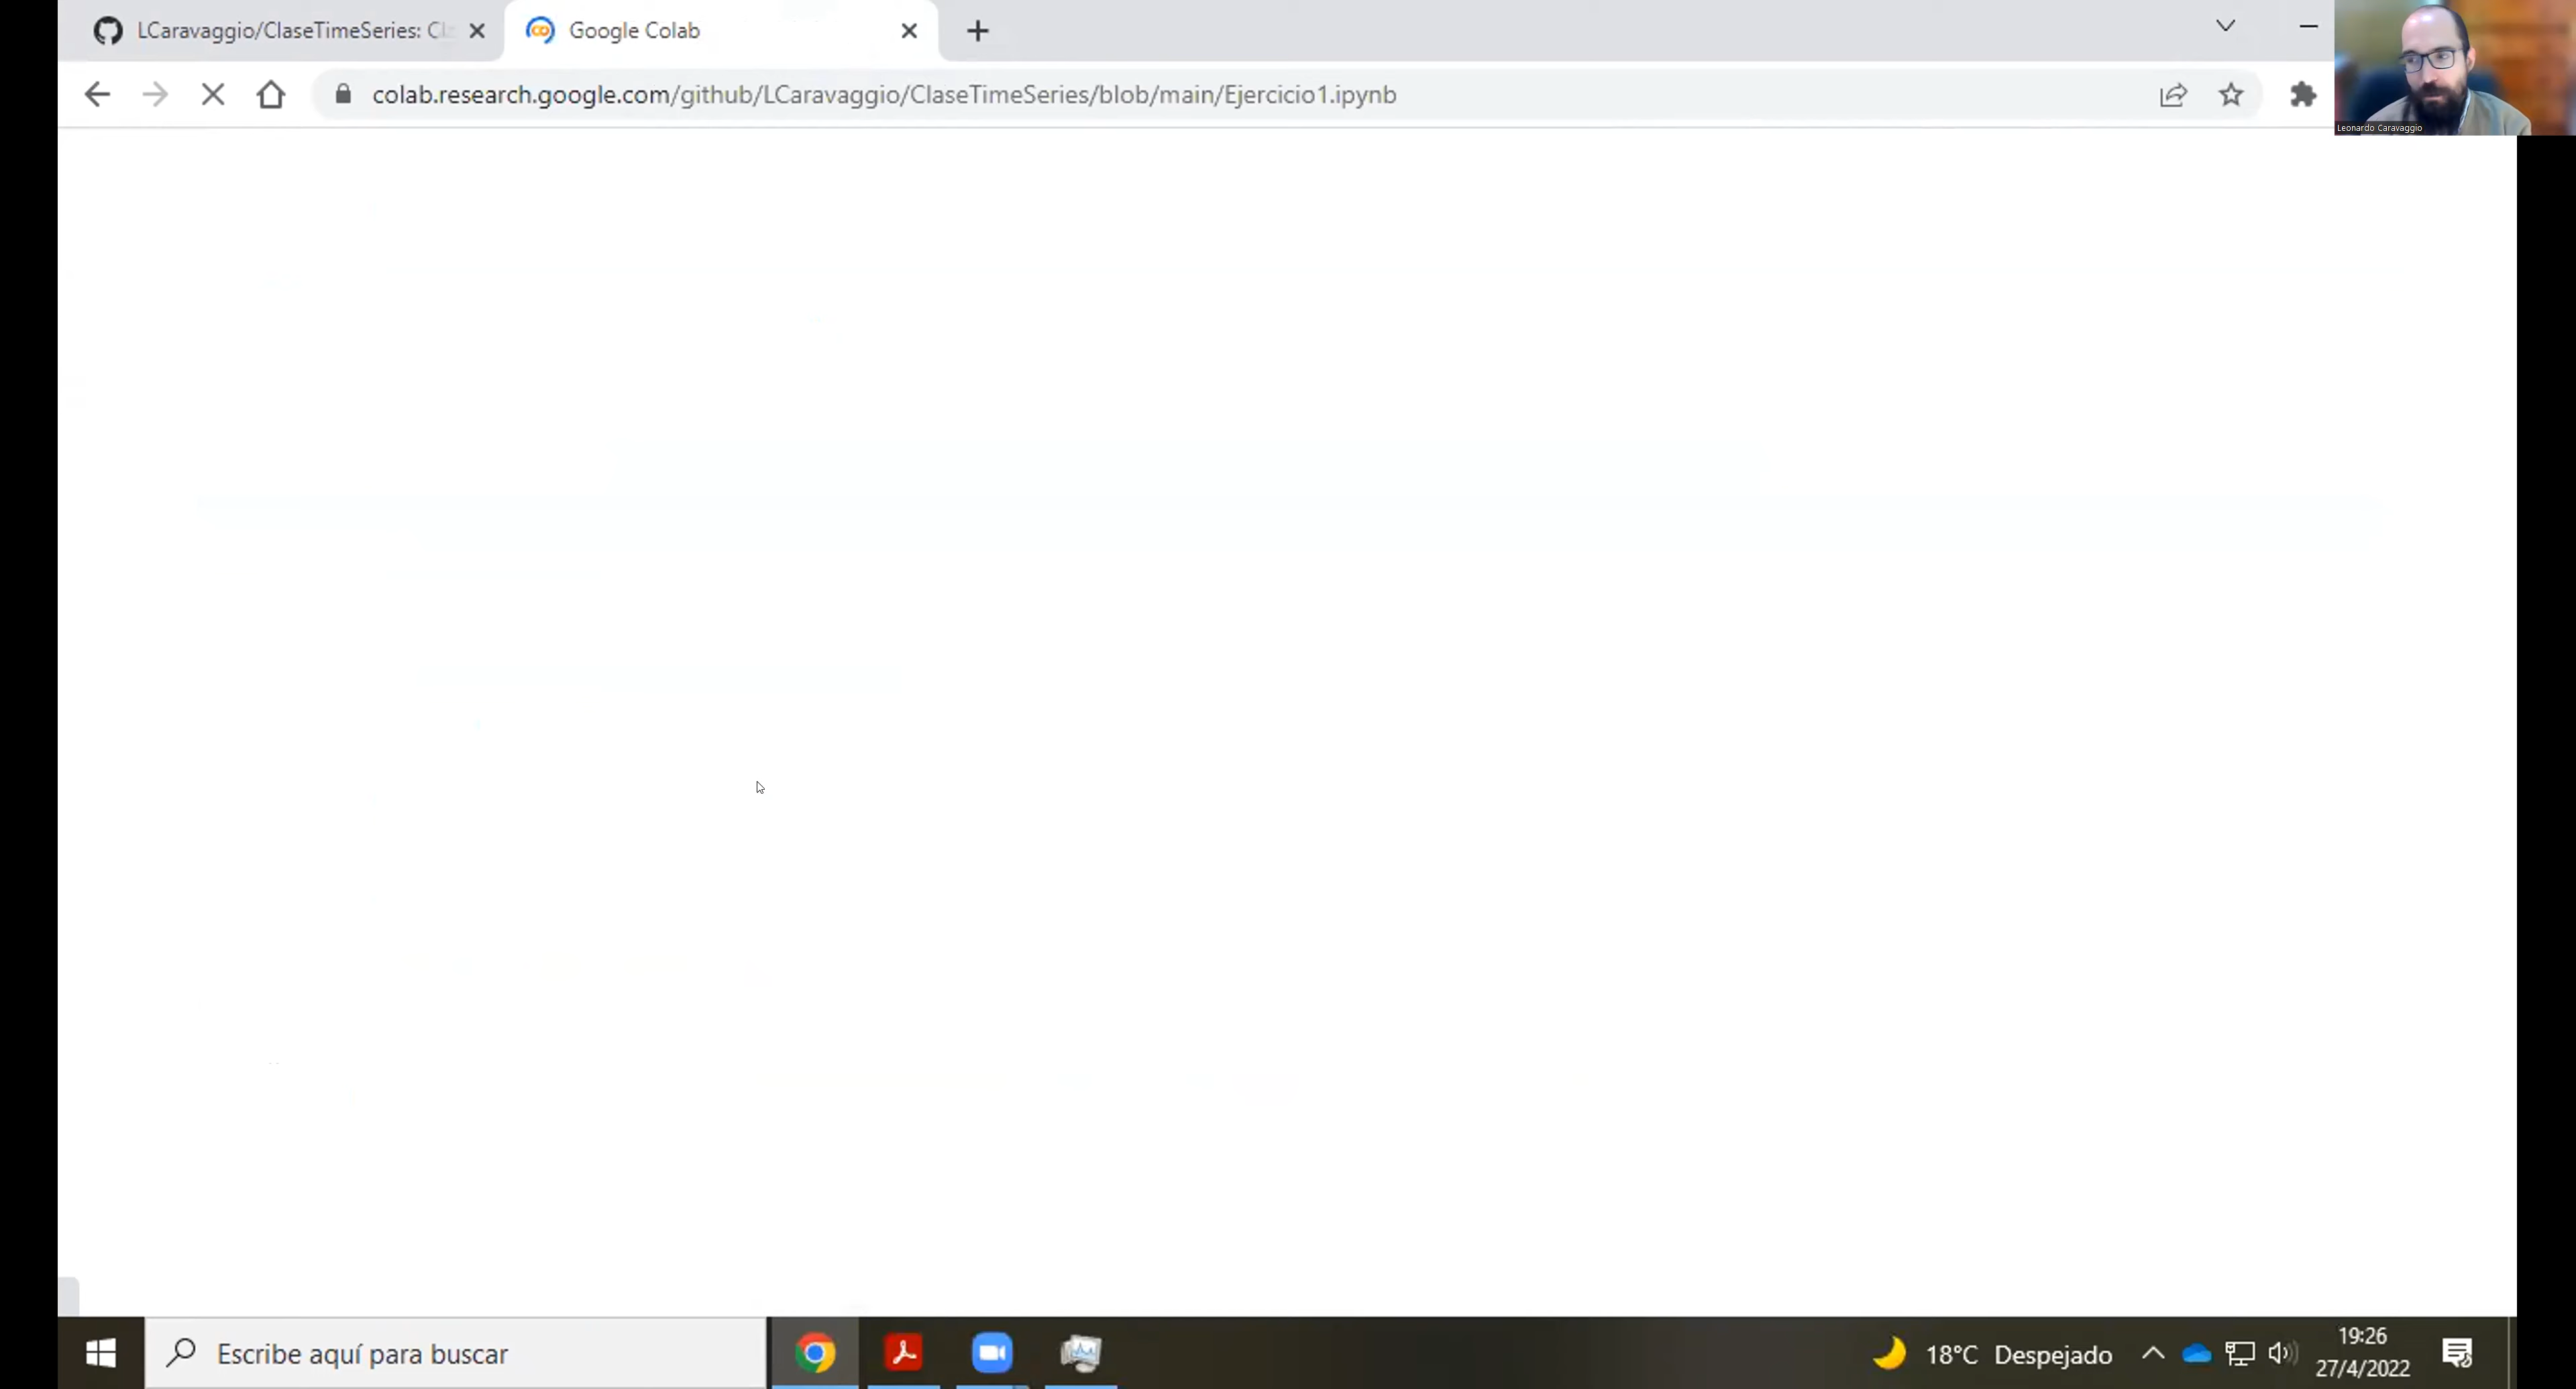 LCaravaggio/ClaseTimeSeries: Cl
Google Colab
colab.research.google.com/github/LCaravaggio/ClaseTimeSeries/blob/main/Ejercicio1.ipynb
Leonardo Caravaggio
Escribe aquí para buscar
18°C Despejado
19:26
27/4/2022